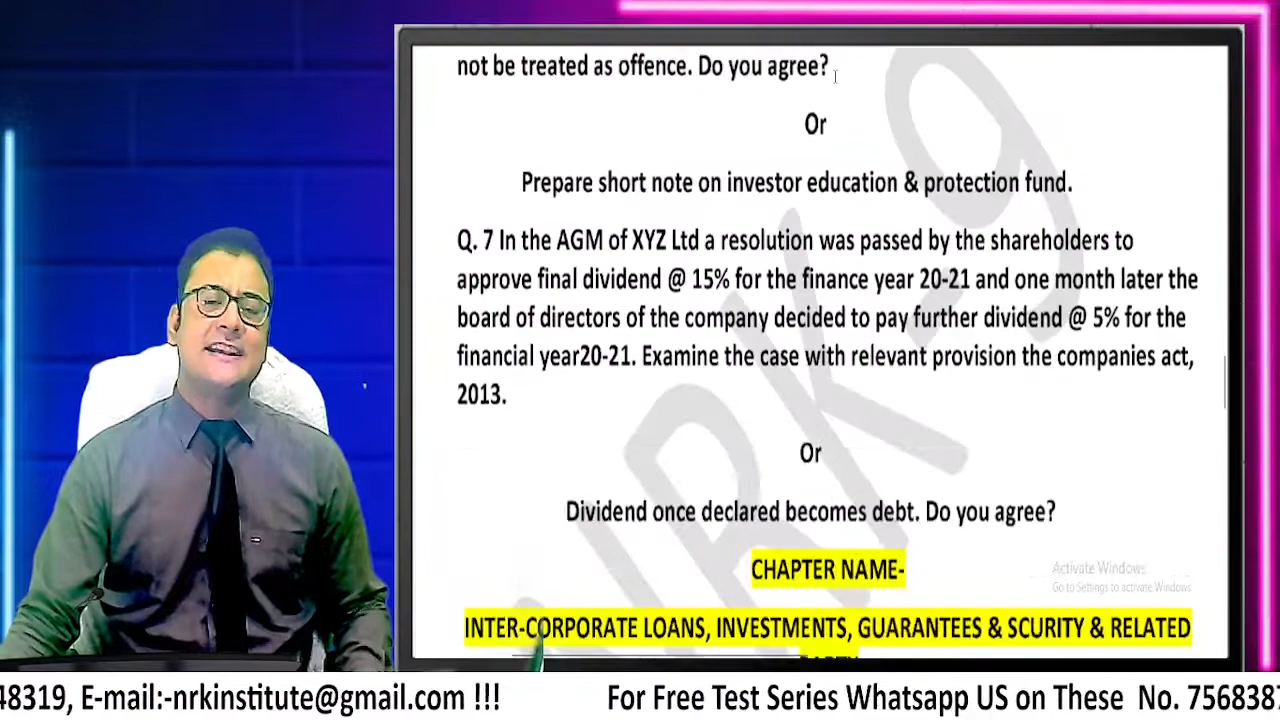 not be treated as offence. Do you agree?
Or
Prepare short note on investor education & protection fund.
Q. 7 In the AGM of XYZ Ltd a resolution was passed by the shareholders to
approve final dividend @ 15% for the finance year 20-21 and one month later the
board of directors of the company decided to pay further dividend @ 5% for the
financial year20-21. Examine the case with relevant provision the companies act,
2013.
Or
Dividend once declared becomes debt. Do you agree?
CHAPTER NAME-
INTER-CORPORATE LOANS, INVESTMENTS, GUARANTEES & SCURITY & RELATED
NRK-9
Activate Windows
Go to Settings to activate Windows
48319, E-mail:-nrkinstitute@gmail.com !!! For Free Test Series Whatsapp US on These No. 756838